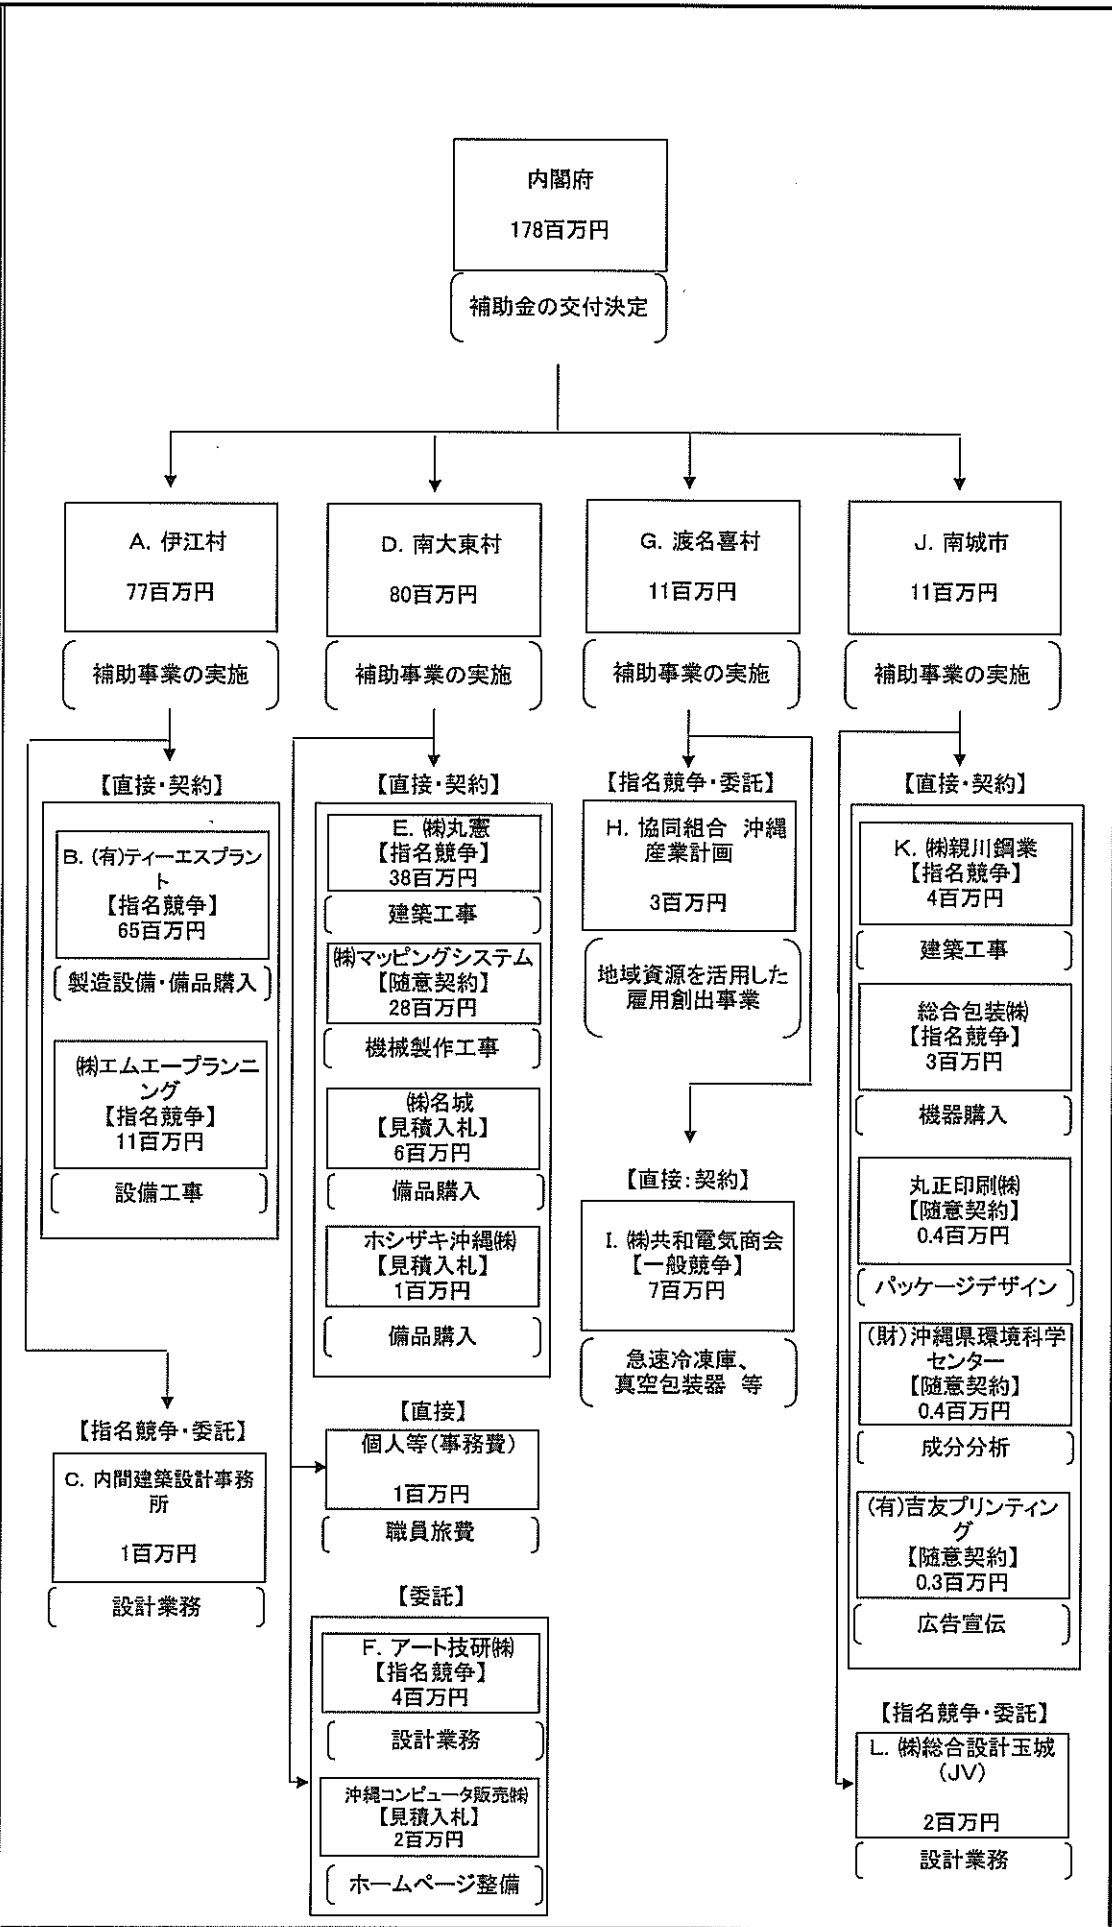 内閣府
178百万円
補助金の交付決定
A. 伊江村
77百万円
補助事業の実施
D. 南大東村
80百万円
補助事業の実施
G. 渡名喜村
11百万円
補助事業の実施
J. 南城市
11百万円
補助事業の実施
【直接・契約】
B. (有)ティーエスプラン
ト
【指名競争】
65百万円
製造設備・備品購入
㈱エムエープランニ
ング
【指名競争】
11百万円
設備工事
【指名競争・委託】
C. 内間建築設計事務
所
1百万円
設計業務
【直接・契約】
E. ㈱丸憲
【指名競争】
38百万円
建築工事
㈱マッピングシステム
【随意契約】
28百万円
機械製作工事
㈱名城
【見積入札】
6百万円
備品購入
ホシザキ沖縄㈱
【見積入札】
1百万円
備品購入
【直接】
個人等(事務費)
1百万円
職員旅費
【委託】
F. アート技研㈱
【指名競争】
4百万円
設計業務
沖縄コンピュータ販売㈱
【見積入札】
2百万円
ホームページ整備
【指名競争・委託】
H. 協同組合 沖縄
産業計画
3百万円
地域資源を活用した
雇用創出事業
【直接:契約】
I. ㈱共和電気商会
【一般競争】
7百万円
急速冷凍庫、
真空包装器 等
【直接・契約】
K. ㈱親川鋼業
【指名競争】
4百万円
建築工事
総合包装㈱
【指名競争】
3百万円
機器購入
丸正印刷㈱
【随意契約】
0.4百万円
パッケージデザイン
(財)沖縄県環境科学
センター
【随意契約】
0.4百万円
成分分析
(有)吉友プリンティン
グ
【随意契約】
0.3百万円
広告宣伝
【指名競争・委託】
L. ㈱総合設計玉城
(JV)
2百万円
設計業務